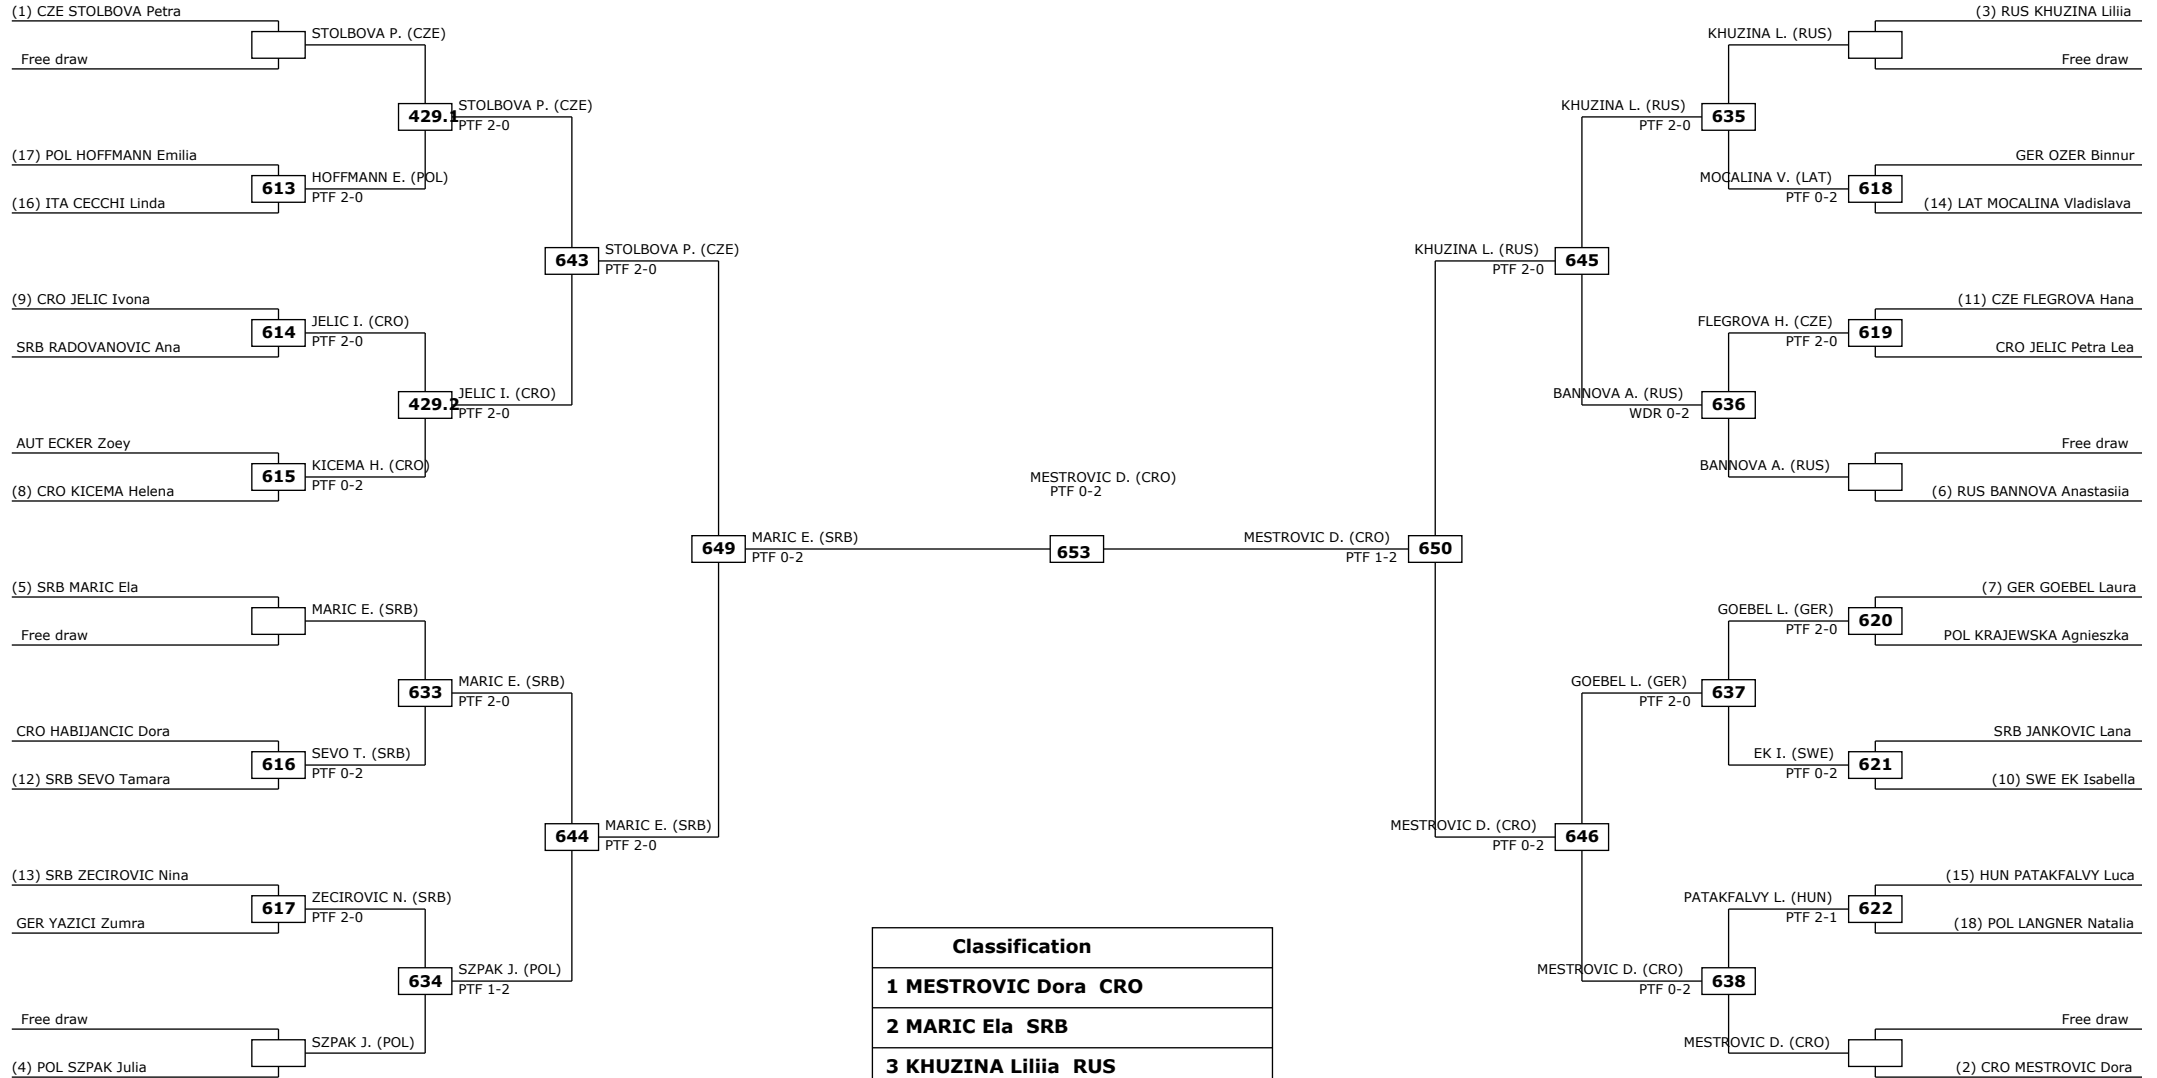 (1) CZE STOLBOVA Petra
STOLBOVA P. (CZE)
Free draw
429.1
STOLBOVA P. (CZE)
PTF 2-0
(17) POL HOFFMANN Emilia
613
HOFFMANN E. (POL)
PTF 2-0
(16) ITA CECCHI Linda
643
STOLBOVA P. (CZE)
PTF 2-0
(9) CRO JELIC Ivona
614
JELIC I. (CRO)
PTF 2-0
SRB RADOVANOVIC Ana
429.2
JELIC I. (CRO)
PTF 2-0
AUT ECKER Zoey
615
KICEMA H. (CRO)
PTF 0-2
(8) CRO KICEMA Helena
649
MARIC E. (SRB)
PTF 0-2
(5) SRB MARIC Ela
MARIC E. (SRB)
Free draw
633
MARIC E. (SRB)
PTF 2-0
CRO HABIJANCIC Dora
616
SEVO T. (SRB)
PTF 0-2
(12) SRB SEVO Tamara
644
MARIC E. (SRB)
PTF 2-0
(13) SRB ZECIROVIC Nina
617
ZECIROVIC N. (SRB)
PTF 2-0
GER YAZICI Zumra
634
SZPAK J. (POL)
PTF 1-2
Free draw
SZPAK J. (POL)
(4) POL SZPAK Julia
MESTROVIC D. (CRO)
PTF 0-2
653
(3) RUS KHUZINA Liliia
KHUZINA L. (RUS)
Free draw
KHUZINA L. (RUS)
PTF 2-0
635
GER OZER Binnur
MOCALINA V. (LAT)
PTF 0-2
618
(14) LAT MOCALINA Vladislava
KHUZINA L. (RUS)
PTF 2-0
645
(11) CZE FLEGROVA Hana
FLEGROVA H. (CZE)
PTF 2-0
619
CRO JELIC Petra Lea
BANNOVA A. (RUS)
WDR 0-2
636
Free draw
BANNOVA A. (RUS)
(6) RUS BANNOVA Anastasiia
MESTROVIC D. (CRO)
PTF 1-2
650
(7) GER GOEBEL Laura
GOEBEL L. (GER)
PTF 2-0
620
POL KRAJEWSKA Agnieszka
GOEBEL L. (GER)
PTF 2-0
637
SRB JANKOVIC Lana
EK I. (SWE)
PTF 0-2
621
(10) SWE EK Isabella
MESTROVIC D. (CRO)
PTF 0-2
646
(15) HUN PATAKFALVY Luca
PATAKFALVY L. (HUN)
PTF 2-1
622
(18) POL LANGNER Natalia
MESTROVIC D. (CRO)
PTF 0-2
638
Free draw
MESTROVIC D. (CRO)
(2) CRO MESTROVIC Dora
Classification
1 MESTROVIC Dora CRO
2 MARIC Ela SRB
3 KHUZINA Liliia RUS